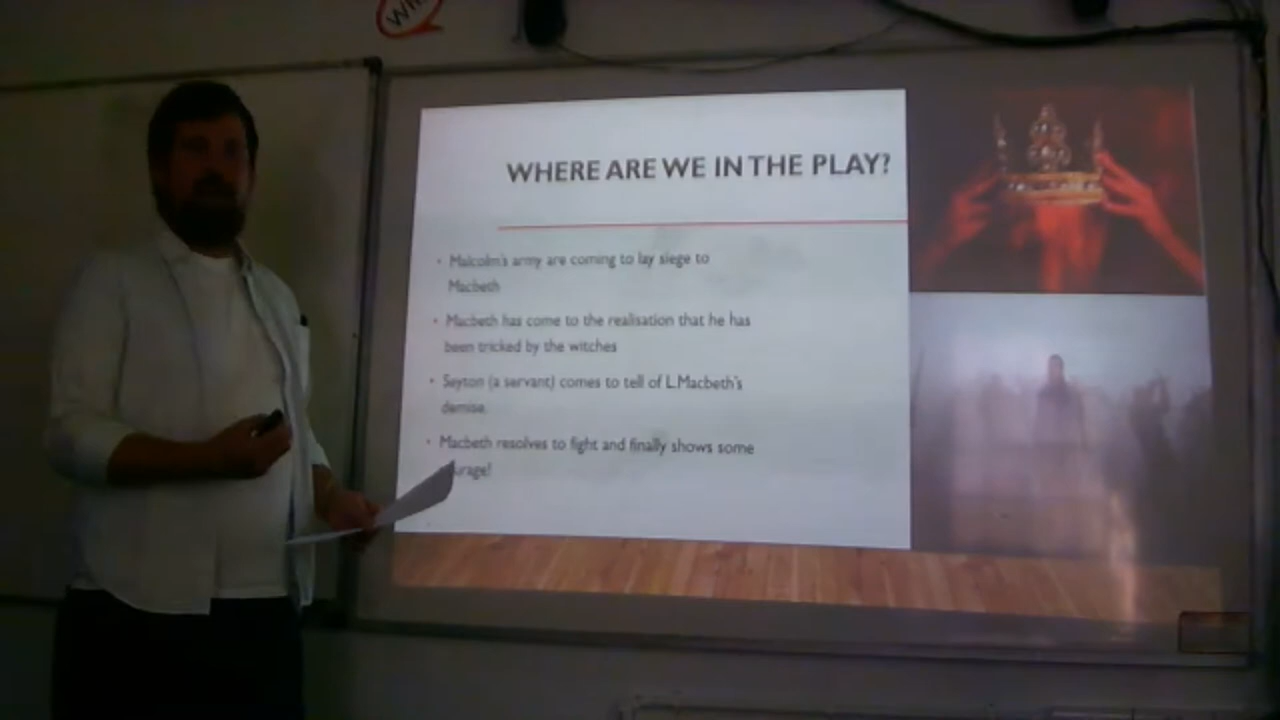 WHERE ARE WE IN THE PLAY?
• Malcolm's army are coming to lay siege to
Macbeth
• Macbeth has come to the realisation that he has
been tricked by the witches
• Seyton (a servant) comes to tell of L.Macbeth's
demise.
• Macbeth resolves to fight and finally shows some